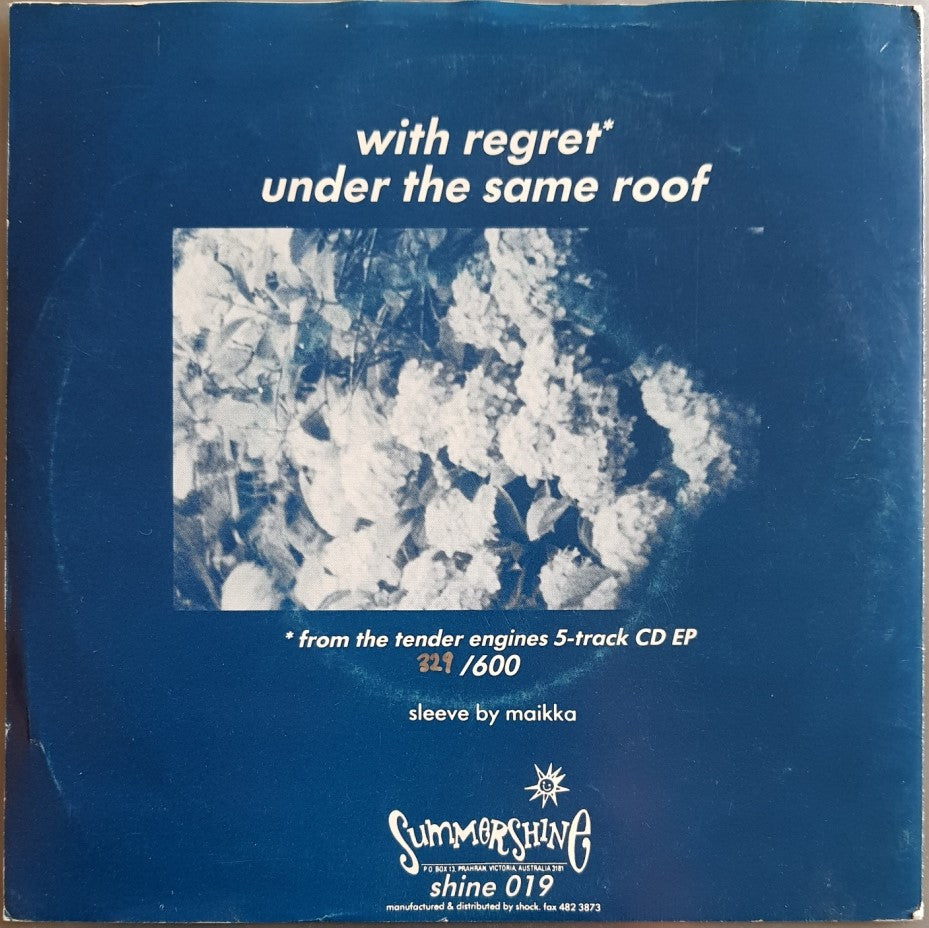 with regret*
under the same roof
* from the tender engines 5-track CD EP
329 /600
sleeve by maikka
SUMMERSHINE
P O BOX 13, PRAHRAN, VICTORIA, AUSTRALIA 3181
shine 019
manufactured & distributed by shock. fax 482 3873